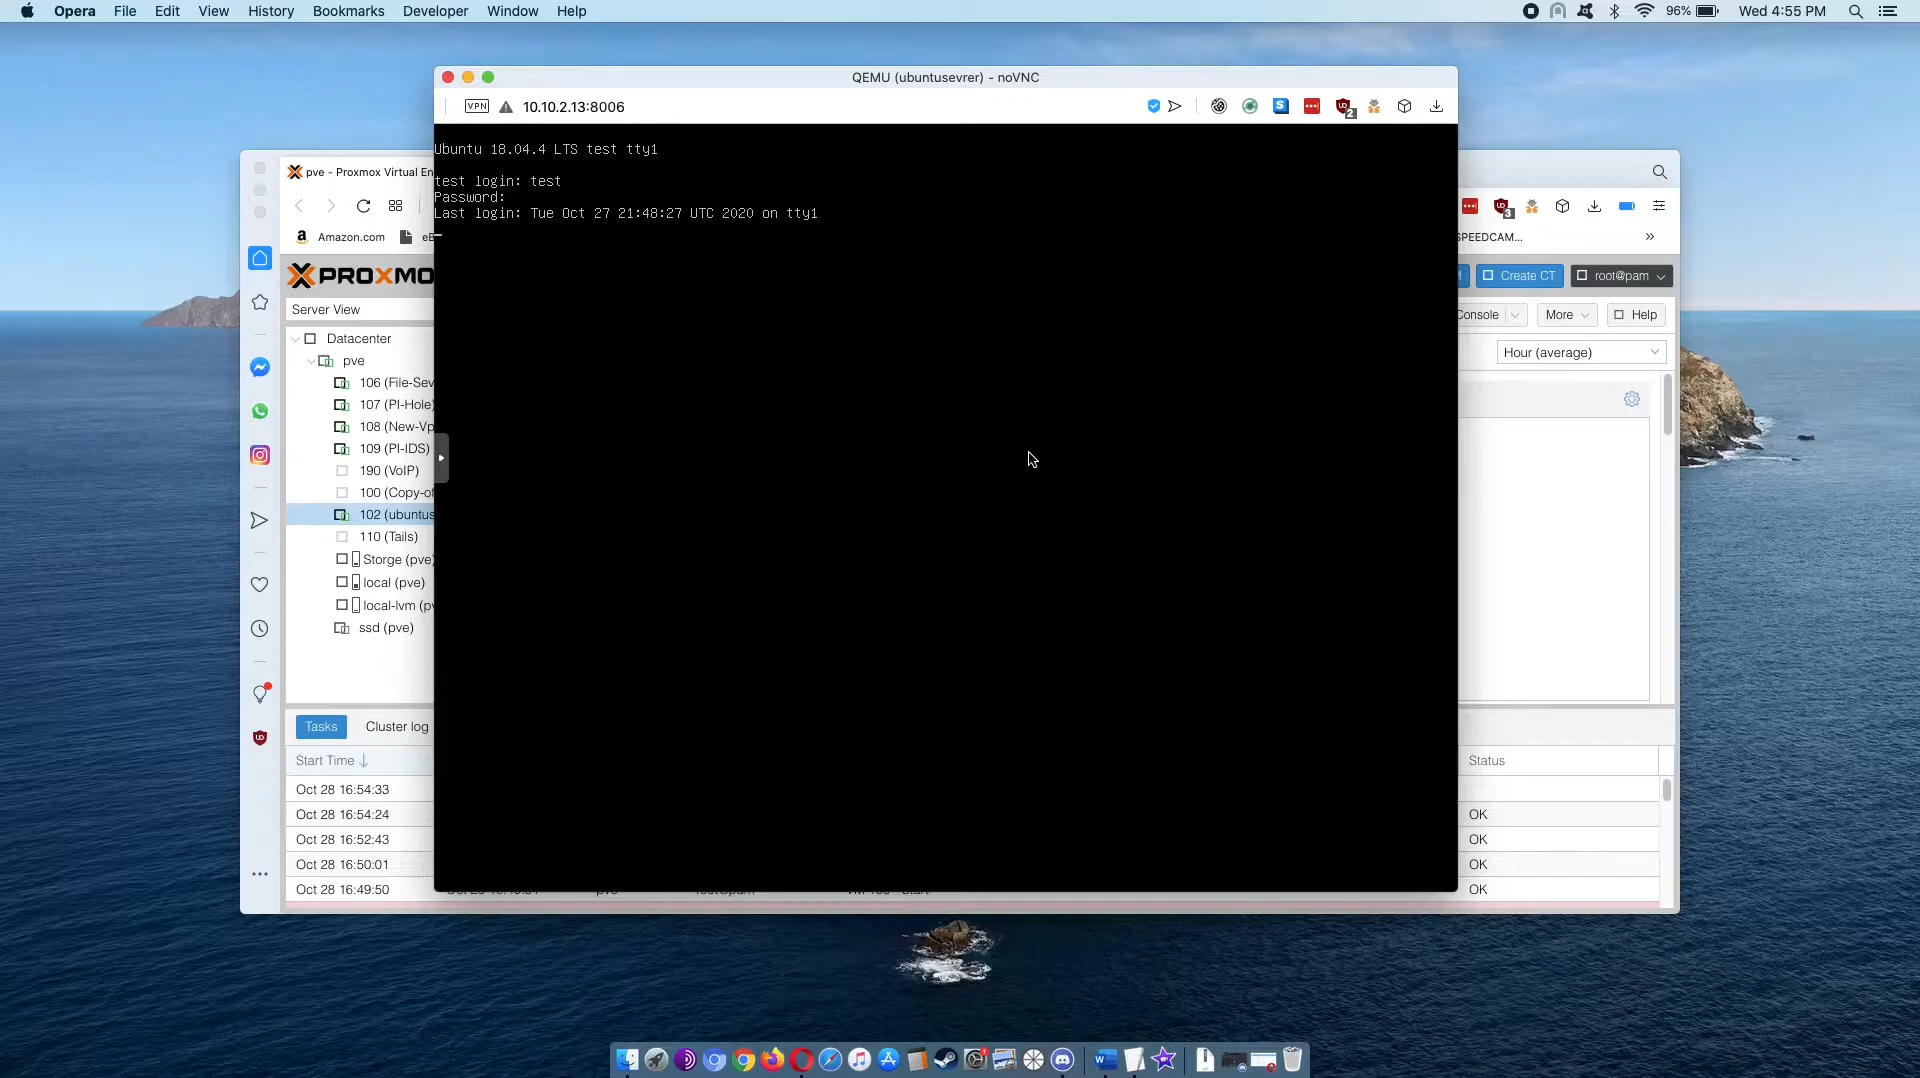 Opera File Edit View History Bookmarks Developer Window Help
96% Wed 4:55 PM
QEMU (ubuntusevrer) - noVNC
VPN 10.10.2.13:8006
2
Ubuntu 18.04.4 LTS test tty1
test login: test
Password:
Last login: Tue Oct 27 21:48:27 UTC 2020 on tty1
pve - Proxmox Virtual En
3
Amazon.com eB
SPEEDCAM...
PROXMO
Create CT root@pam
Server View
Console More Help
Hour (average)
Datacenter
pve
106 (File-Sev
107 (PI-Hole)
108 (New-Vp
109 (PI-IDS)
190 (VoIP)
100 (Copy-of
102 (ubuntus
110 (Tails)
Storge (pve)
local (pve)
local-lvm (pv
ssd (pve)
Tasks Cluster log
Start Time Status
Oct 28 16:54:33
Oct 28 16:54:24 OK
Oct 28 16:52:43 OK
Oct 28 16:50:01 OK
Oct 28 16:49:50 OK